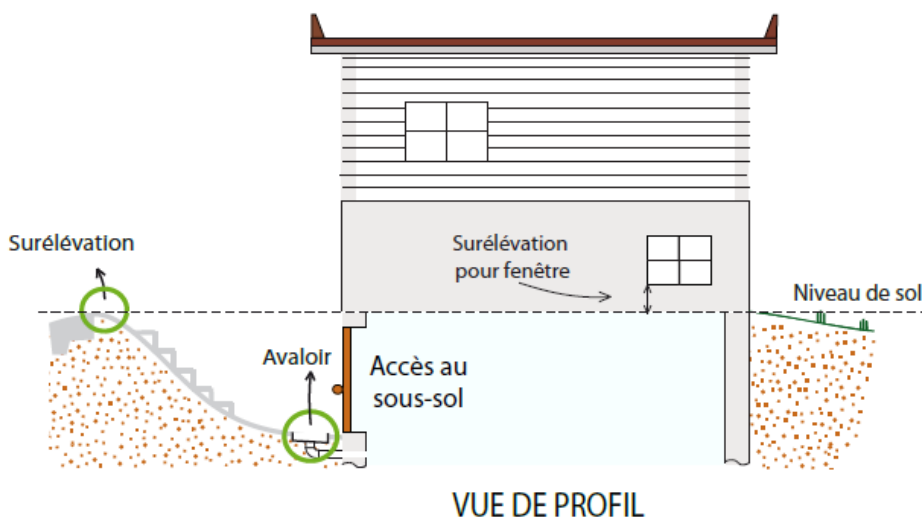 Surélévation
Surélévation
pour fenêtre
Niveau de sol
Avaloir
Accès au
sous-sol
VUE DE PROFIL